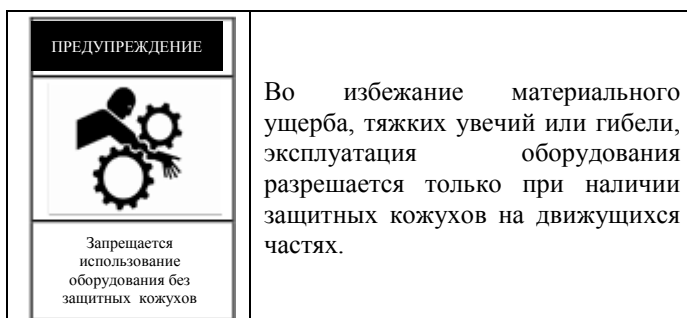 ПРЕДУПРЕЖДЕНИЕ
Запрещается
использование
оборудования без
защитных кожухов
Во избежание материального
ущерба, тяжких увечий или гибели,
эксплуатация оборудования
разрешается только при наличии
защитных кожухов на движущихся
частях.